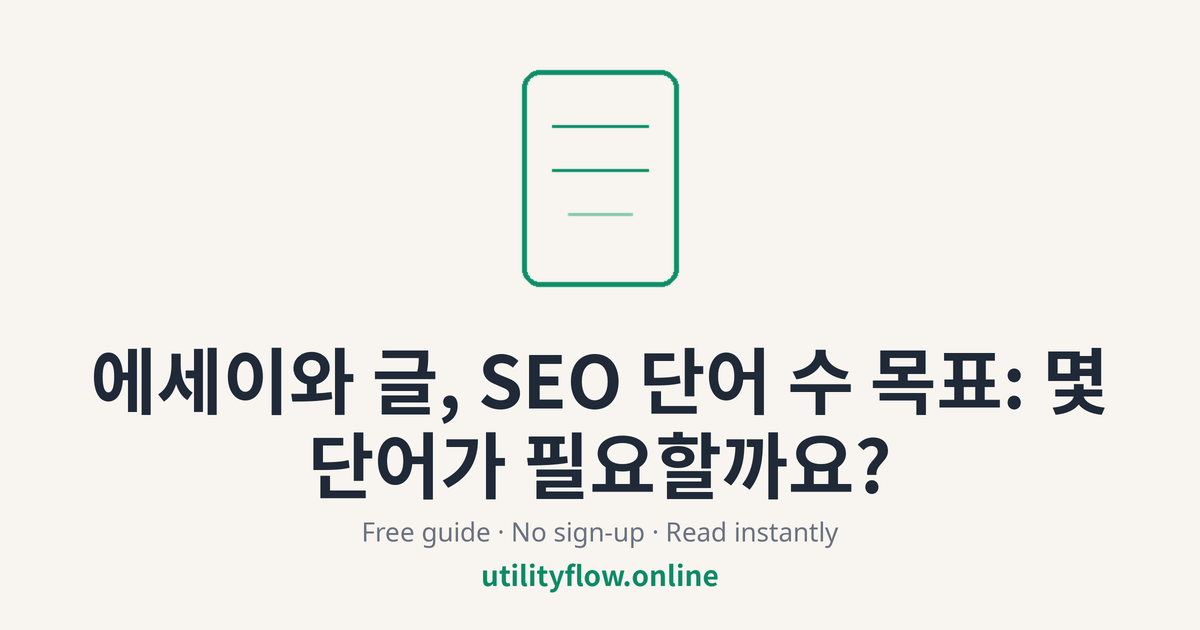 에세이와 글, SEO 단어 수 목표: 몇
단어가 필요할까요?
Free guide · No sign-up · Read instantly
utilityflow.online